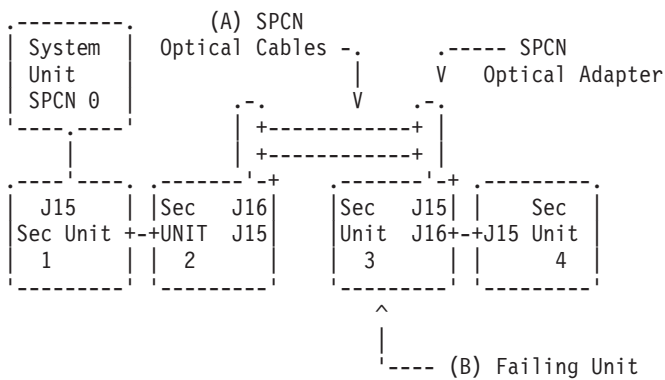 .---------.        (A) SPCN
| System  |   Optical Cables -.      .----- SPCN
| Unit    |                   |      V   Optical Adapter
| SPCN 0  |         .-.       V    .-.
'----.----'         | +-------------+ |
     |              | +-------------+ |
.----'----. .--------'-+     .--------'-+ .---------.
|  J15    | |Sec   J16|     |Sec   J15| |    Sec  |
|Sec Unit +-+UNIT  J15|     |Unit  J16+-+J15 Unit |
|  1      | |  2      |     |  3      | |      4  |
'---------' '---------'     '---------' '---------'
                                ^
                                |
                                '---- (B) Failing Unit